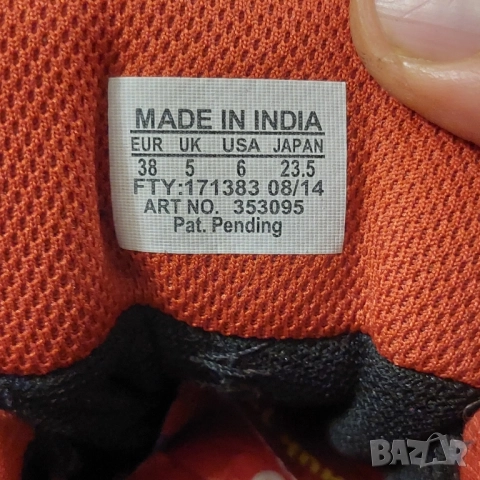 MADE IN INDIA
EUR UK USA JAPAN
38 5 6 23.5
FTY:171383 08/14
ART NO. 353095
Pat. Pending
BAZAR